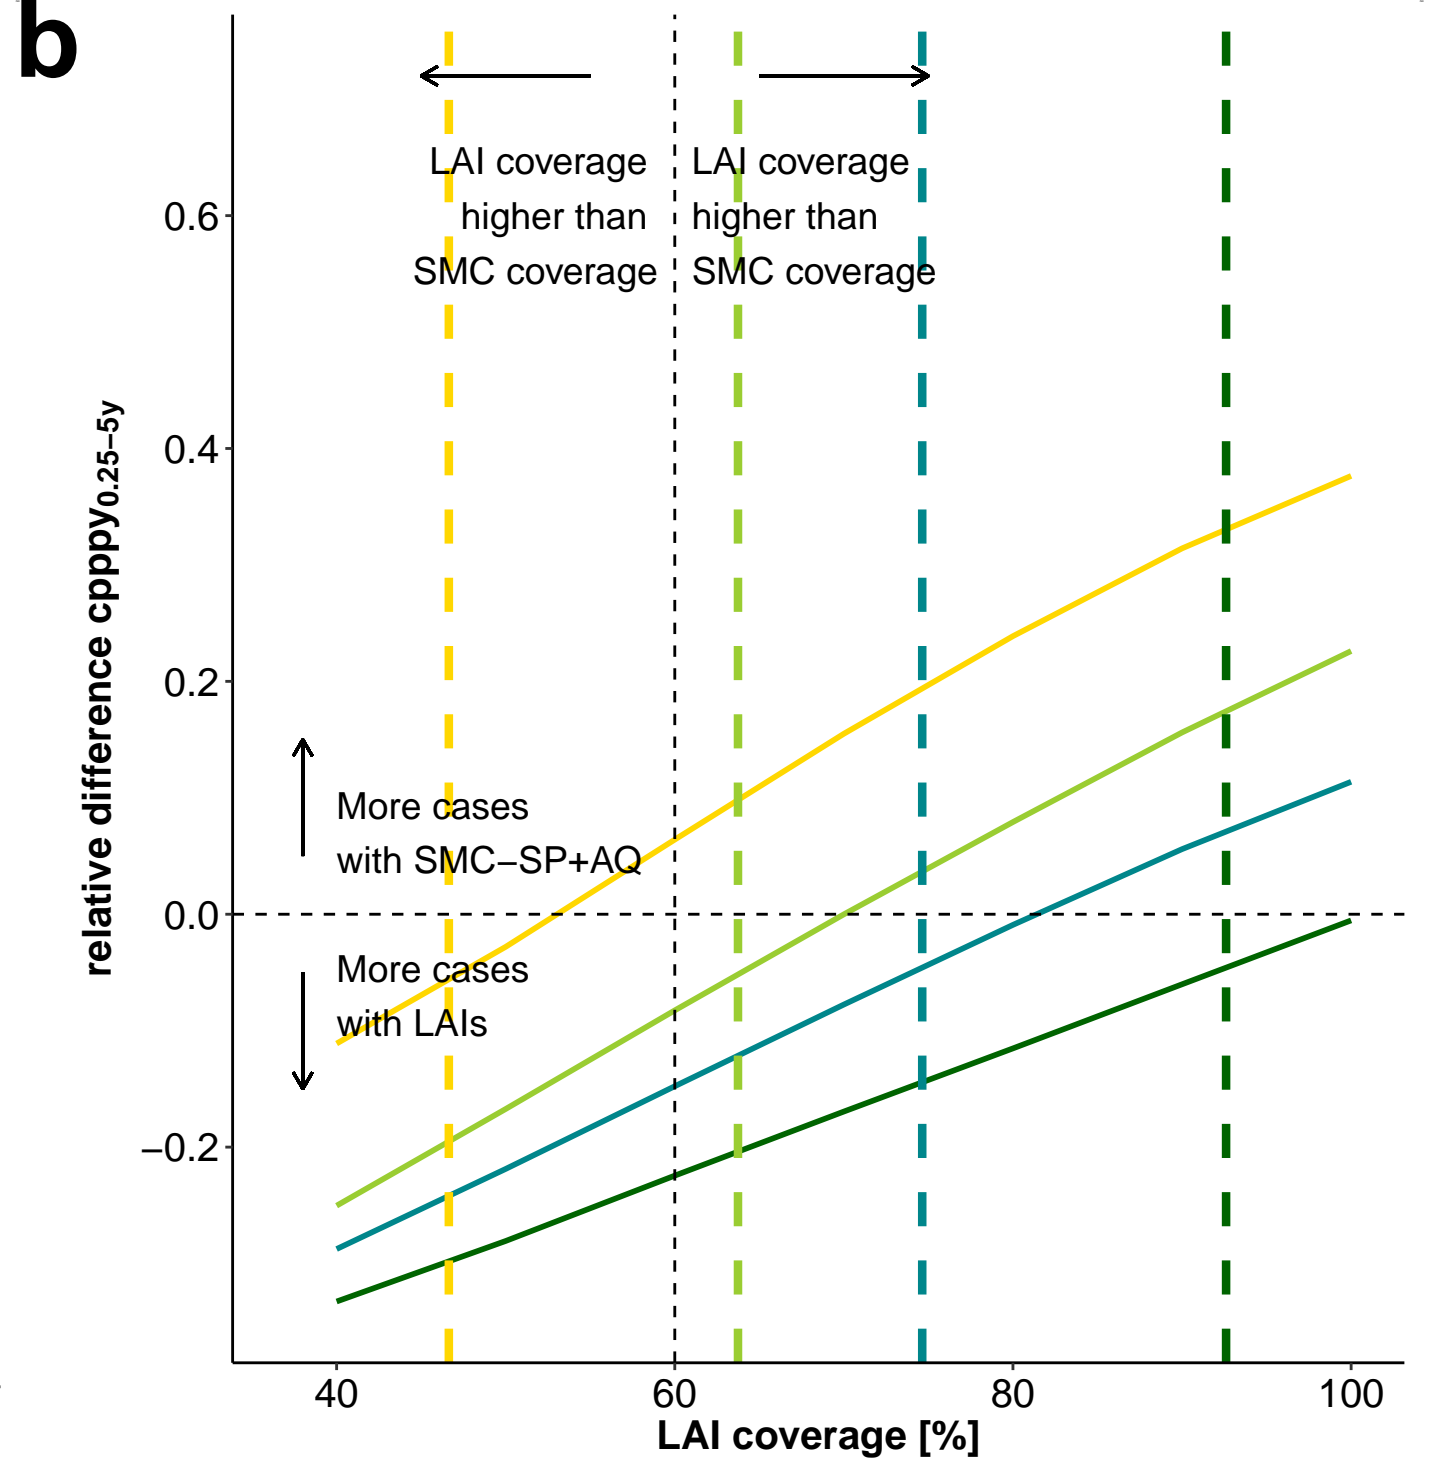 b
LAI coverage
higher than
SMC coverage
LAI coverage
higher than
SMC coverage
0.6
0.4
0.2
0.0
−0.2
relative difference cpppy0.25−5y
More cases
with SMC−SP+AQ
More cases
with LAIs
40
60
80
100
LAI coverage [%]